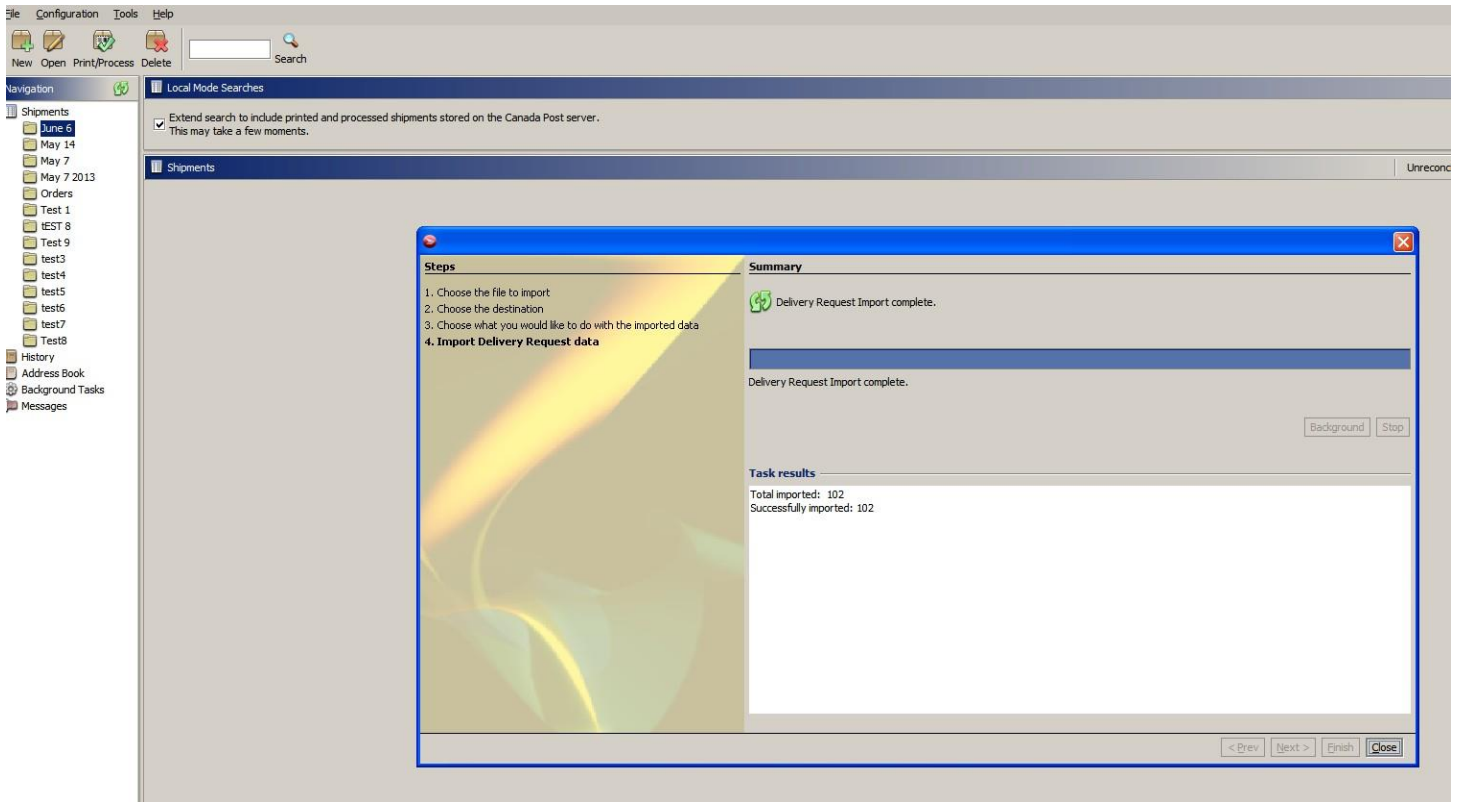 File Configuration Tools Help
New Open Print/Process Delete Search
Navigation
Shipments
June 6
May 14
May 7
May 7 2013
Orders
Test 1
tEST 8
Test 9
test3
test4
test5
test6
test7
Test8
History
Address Book
Background Tasks
Messages
Local Mode Searches
Extend search to include printed and processed shipments stored on the Canada Post server.
This may take a few moments.
Shipments Unreconc
Steps
1. Choose the file to import
2. Choose the destination
3. Choose what you would like to do with the imported data
4. Import Delivery Request data
Summary
Delivery Request Import complete.
Delivery Request Import complete.
Background Stop
Task results
Total imported: 102
Successfully imported: 102
< Prev Next > Finish Close